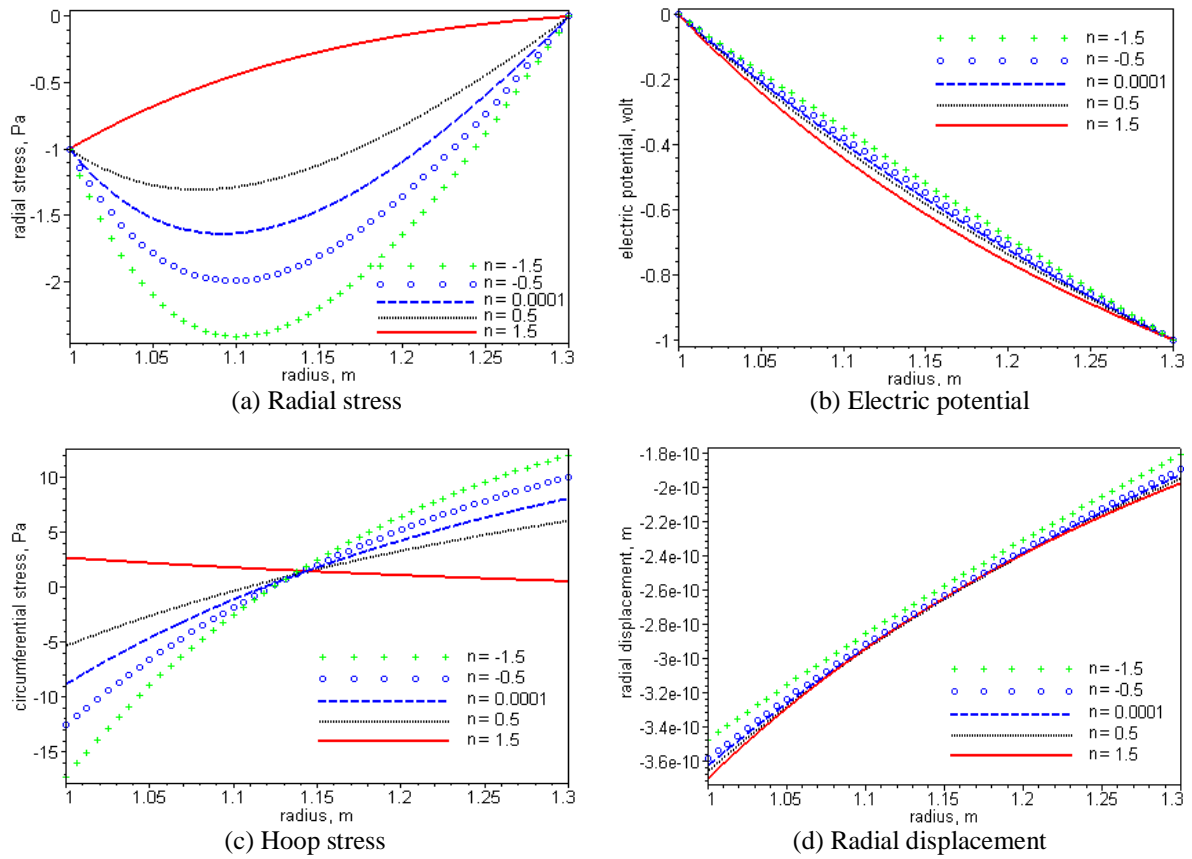 0
-0.5
-1
-1.5
-2
radial stress, Pa
n = -1.5
n = -0.5
n = 0.0001
n = 0.5
n = 1.5
1
1.05
1.1
1.15
1.2
1.25
1.3
radius, m
(a) Radial stress
0
-0.2
-0.4
-0.6
-0.8
-1
electric potential, volt
n = -1.5
n = -0.5
n = 0.0001
n = 0.5
n = 1.5
1
1.05
1.1
1.15
1.2
1.25
1.3
radius, m
(b) Electric potential
10
5
0
-5
-10
-15
circumferential stress, Pa
n = -1.5
n = -0.5
n = 0.0001
n = 0.5
n = 1.5
1
1.05
1.1
1.15
1.2
1.25
1.3
radius, m
(c) Hoop stress
-1.8e-10
-2e-10
-2.2e-10
-2.4e-10
-2.6e-10
-2.8e-10
-3e-10
-3.2e-10
-3.4e-10
-3.6e-10
radial displacement, m
n = -1.5
n = -0.5
n = 0.0001
n = 0.5
n = 1.5
1
1.05
1.1
1.15
1.2
1.25
1.3
radius, m
(d) Radial displacement